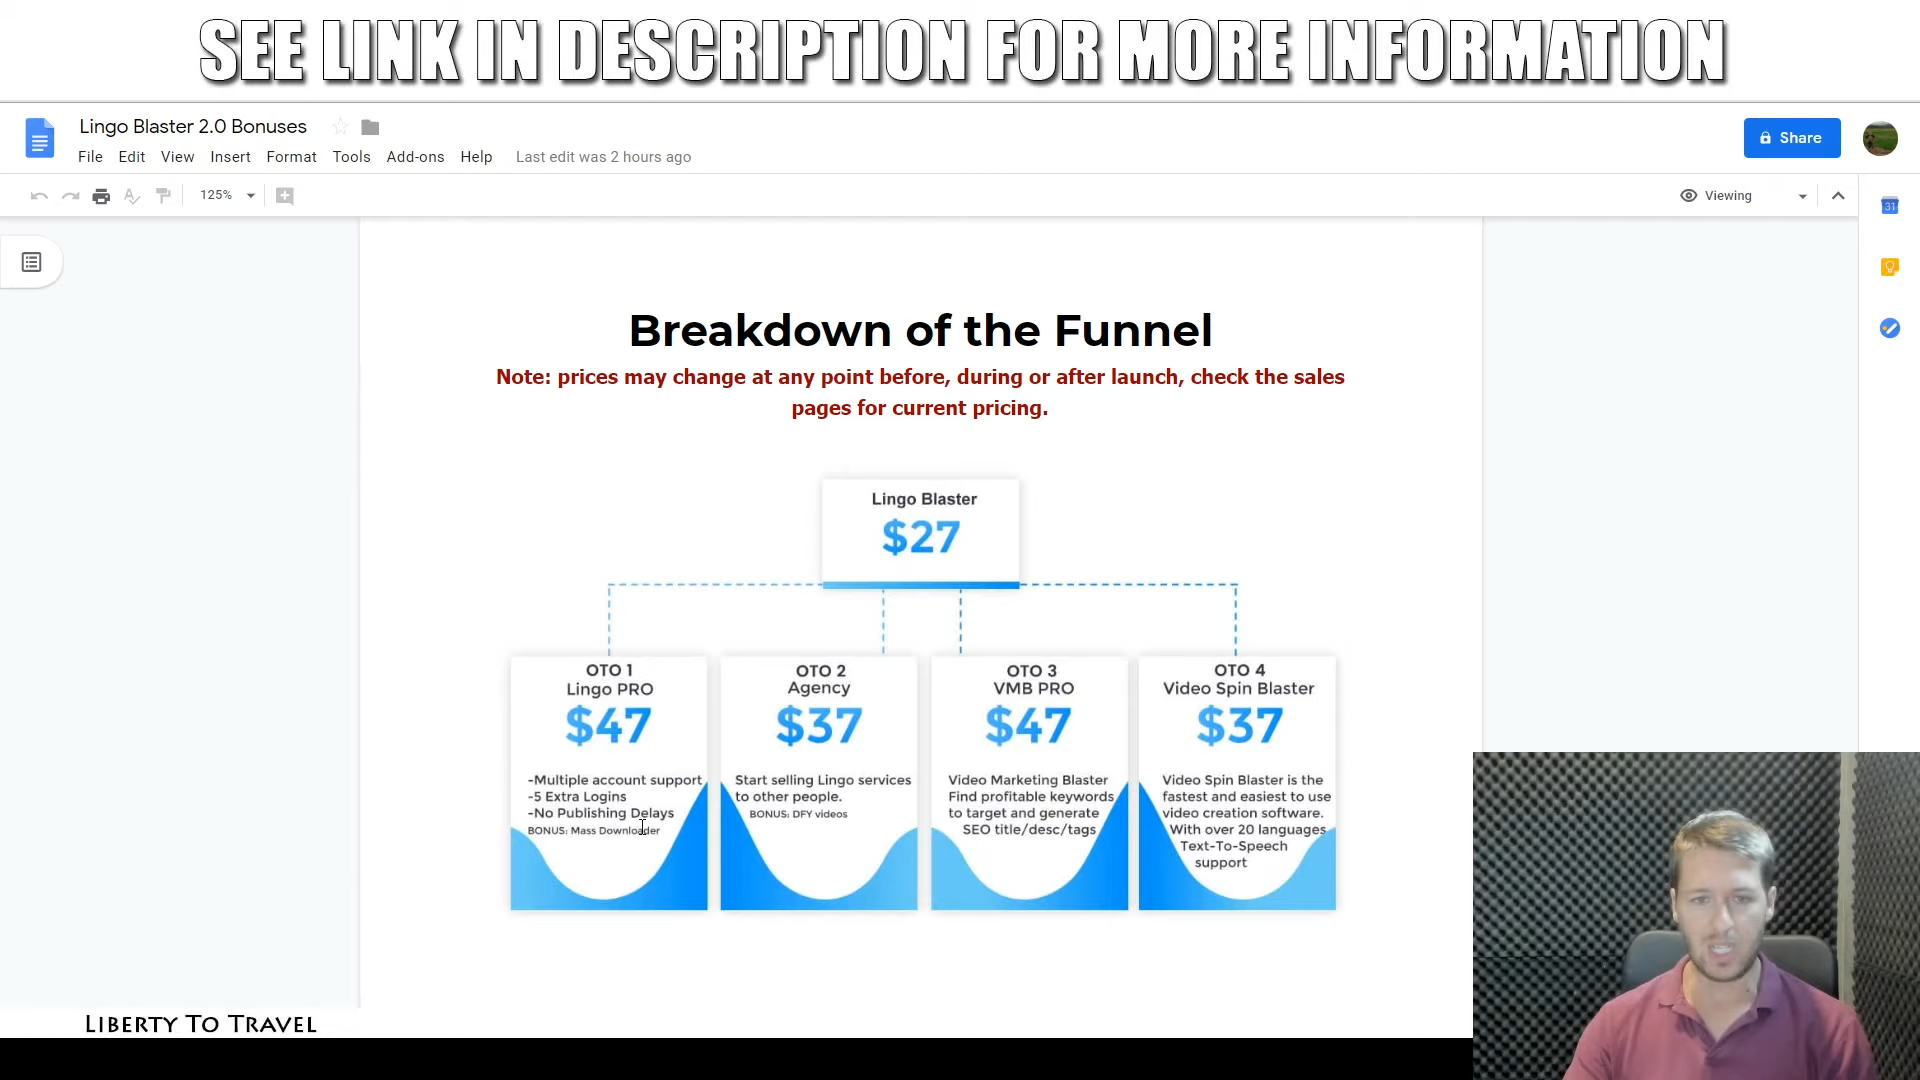 SEE LINK IN DESCRIPTION FOR MORE INFORMATION
Lingo Blaster 2.0 Bonuses
File Edit View Insert Format Tools Add-ons Help Last edit was 2 hours ago
Share
125%
Viewing
31
Breakdown of the Funnel
Note: prices may change at any point before, during or after launch, check the sales
pages for current pricing.
Lingo Blaster
$27
OTO 1
Lingo PRO
$47
-Multiple account support
-5 Extra Logins
-No Publishing Delays
BONUS: Mass Downloader
OTO 2
Agency
$37
Start selling Lingo services
to other people.
BONUS: DFY videos
OTO 3
VMB PRO
$47
Video Marketing Blaster
Find profitable keywords
to target and generate
SEO title/desc/tags
OTO 4
Video Spin Blaster
$37
Video Spin Blaster is the
fastest and easiest to use
video creation software.
With over 20 languages
Text-To-Speech
support
LIBERTY TO TRAVEL